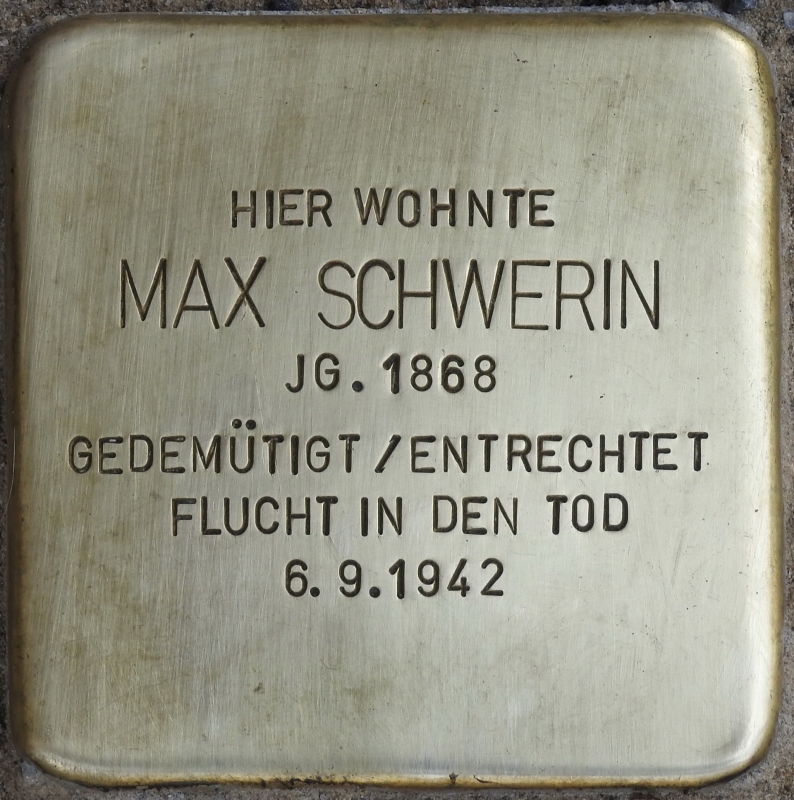 HIER WOHNTE
MAX SCHWERIN
JG. 1868
GEDEMÜTIGT / ENTRECHTET
FLUCHT IN DEN TOD
6. 9. 1942